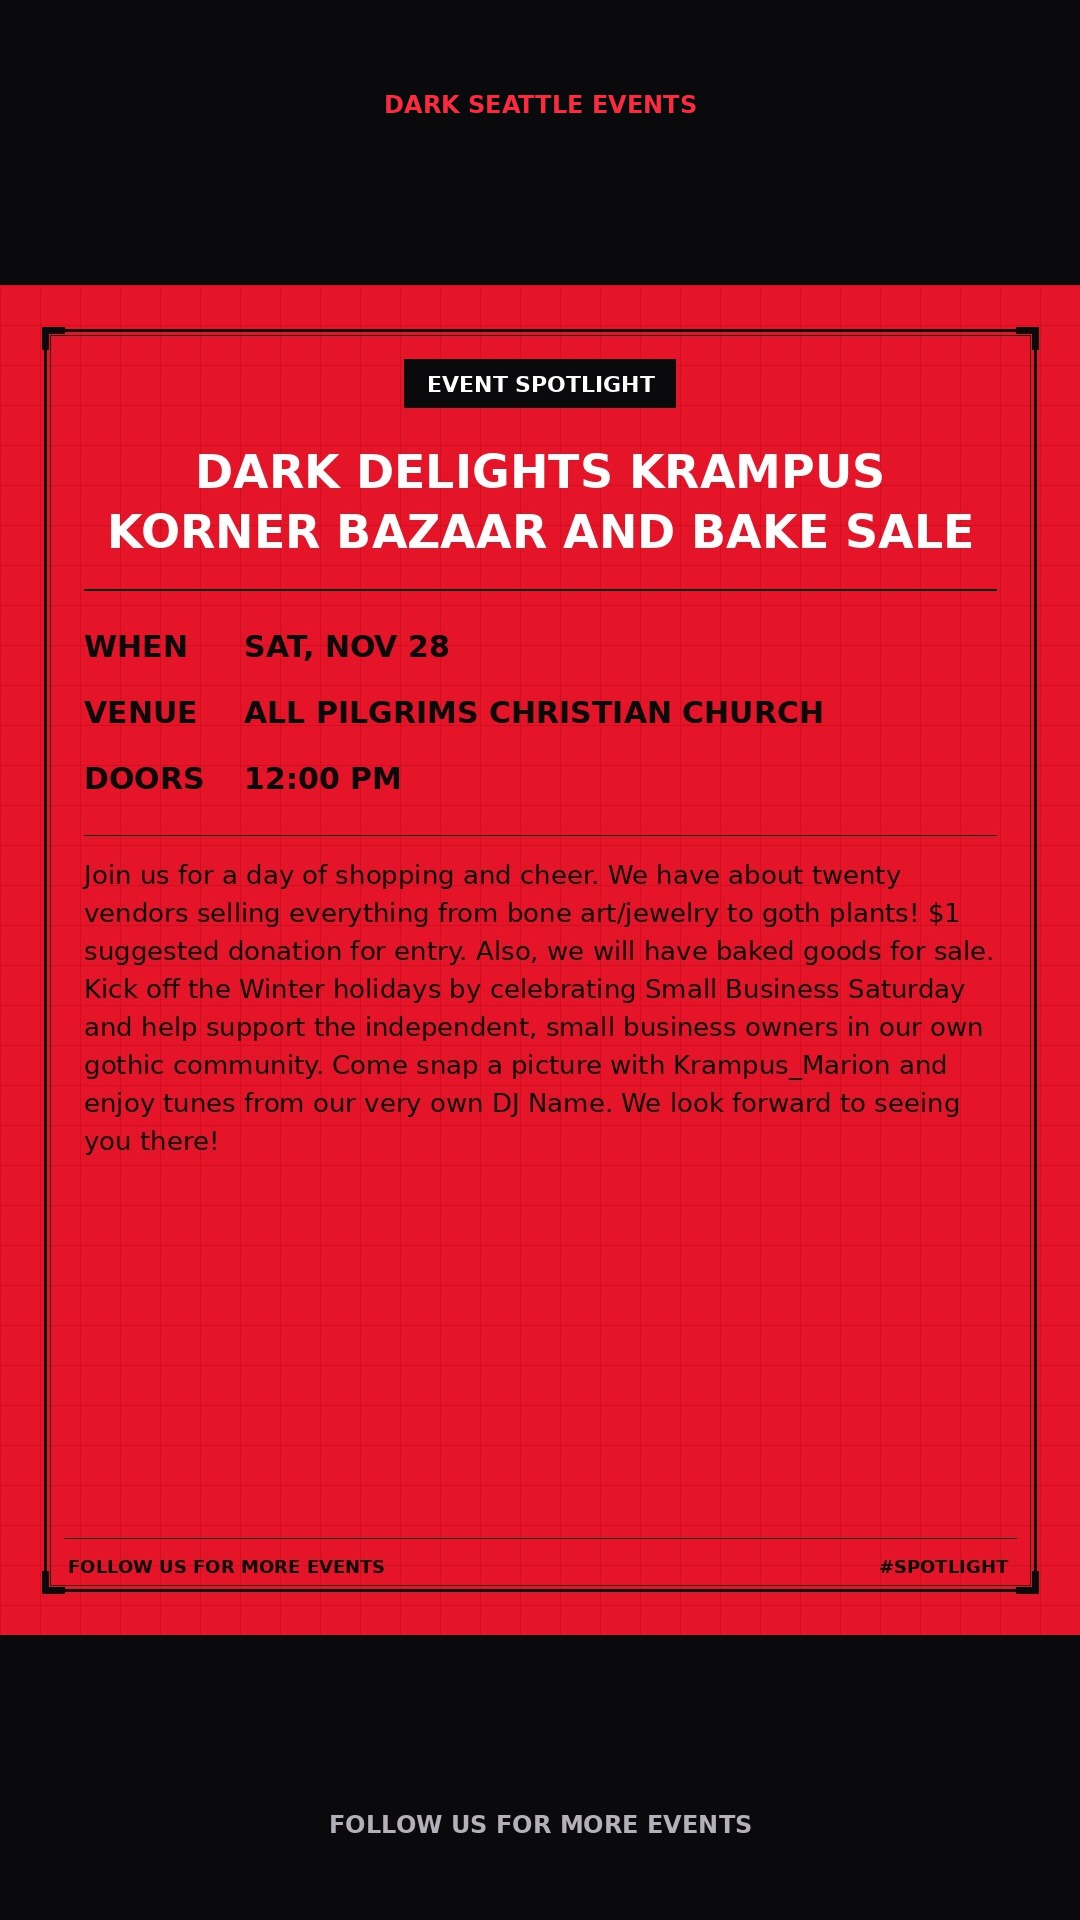 DARK SEATTLE EVENTS
EVENT SPOTLIGHT
DARK DELIGHTS KRAMPUS
KORNER BAZAAR AND BAKE SALE
WHEN SAT, NOV 28
VENUE ALL PILGRIMS CHRISTIAN CHURCH
DOORS 12:00 PM
Join us for a day of shopping and cheer. We have about twenty
vendors selling everything from bone art/jewelry to goth plants! $1
suggested donation for entry. Also, we will have baked goods for sale.
Kick off the Winter holidays by celebrating Small Business Saturday
and help support the independent, small business owners in our own
gothic community. Come snap a picture with Krampus_Marion and
enjoy tunes from our very own DJ Name. We look forward to seeing
you there!
FOLLOW US FOR MORE EVENTS #SPOTLIGHT
FOLLOW US FOR MORE EVENTS